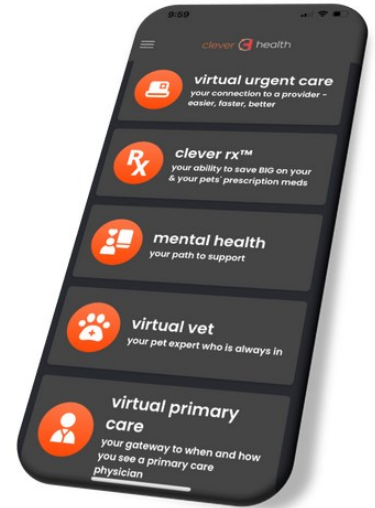 9:59
clever health
virtual urgent care
your connection to a provider -
easier, faster, better
Rx
clever rx™
your ability to save BIG on your
& your pets' prescription meds
mental health
your path to support
virtual vet
your pet expert who is always in
virtual primary
care
your gateway to when and how
you see a primary care
physician